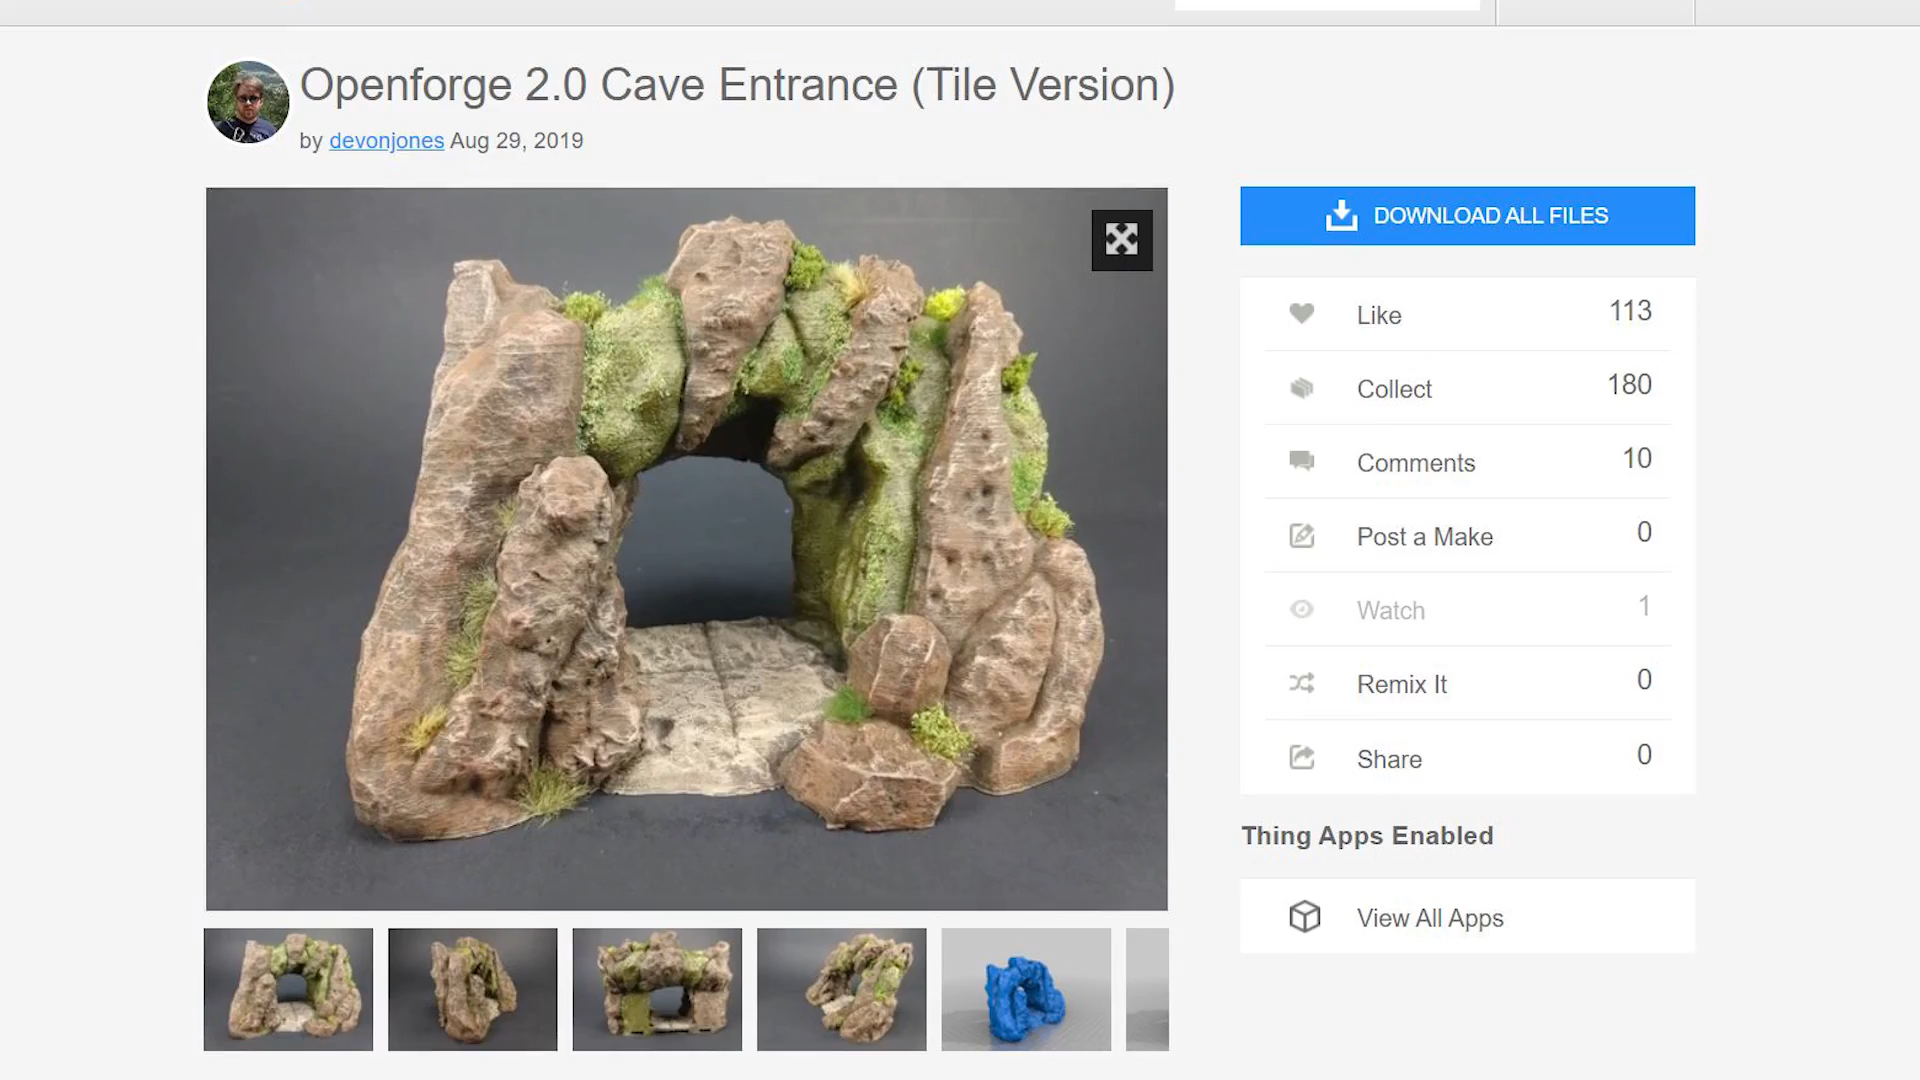 Openforge 2.0 Cave Entrance (Tile Version)
by devonjones Aug 29, 2019
DOWNLOAD ALL FILES
Like 113
Collect 180
Comments 10
Post a Make 0
Watch 1
Remix It 0
Share 0
Thing Apps Enabled
View All Apps